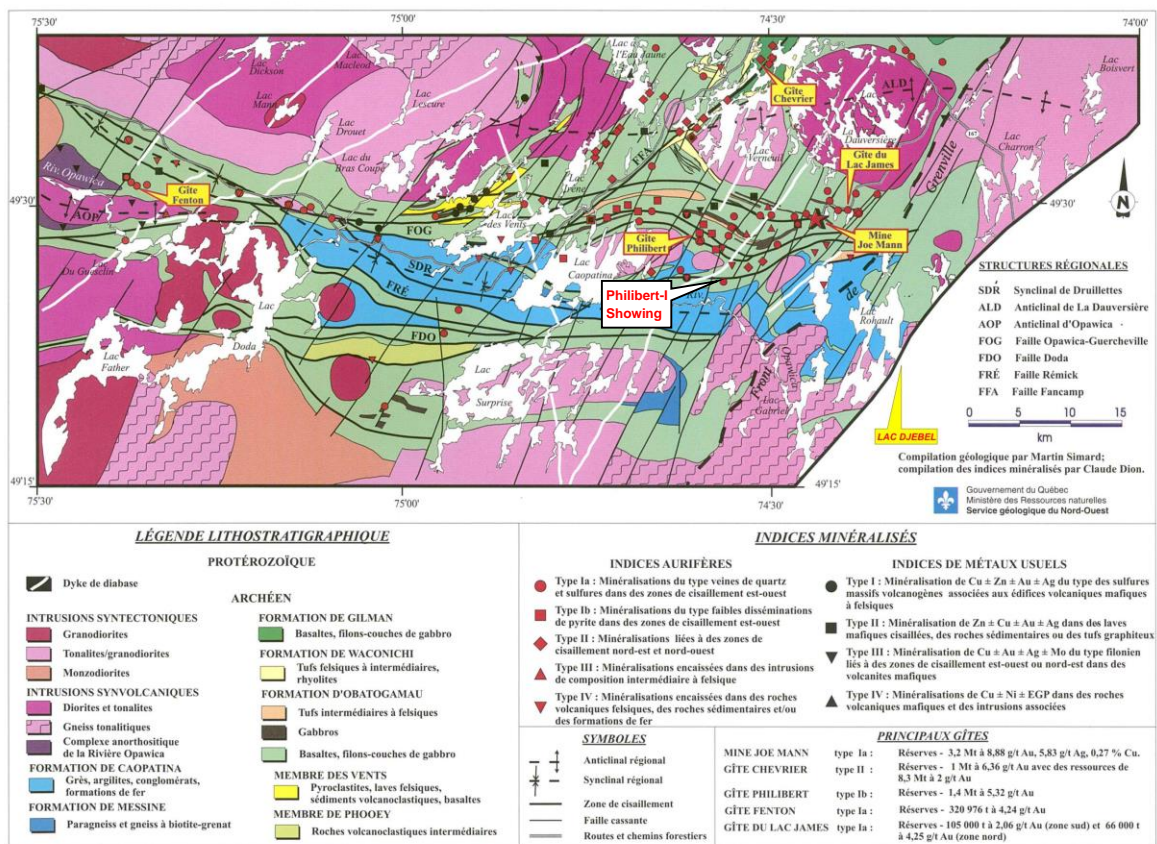 75'30
75'00
74'30
74'00
Lac Dickson
Lac Macleod
Lac à l'Eau Jaune
Lac Boisvert
Lac Mann
Lac Lescure
Lac Drouet
Lac du Bras Coupé
Gîte Chevrier
ALD
Lac
La Dauversière
167
Lac Charron
Riv. Opawica
Gîte Fenton
FFA
Lac Verneuil
Gîte du Lac James
Grenville
N
Lac Irène
49'30
AOP
49'30
FOG
Lac des Vents
Gîte Philibert
Mine Joe Mann
Lac Du Guesclin
SDR
Lac Caopatina
FRÉ
Philibert-I
Showing
Riv.
de
Lac Rohault
Lac Doda
FDO
Lac Father
Lac Surprise
Opawica
Front
Lac Gabriel
LAC DJEBEL
STRUCTURES RÉGIONALES
SDR Synclinal de Druillettes
ALD Anticlinal de La Dauversière
AOP Anticlinal d'Opawica
FOG Faille Opawica-Guercheville
FDO Faille Doda
FRÉ Faille Rémick
FFA Faille Fancamp
0 5 10 15
km
Compilation géologique par Martin Simard;
compilation des indices minéralisés par Claude Dion.
Gouvernement du Québec
Ministère des Ressources naturelles
Service géologique du Nord-Ouest
49'15
49'15
75'30
75'00
74'30
LÉGENDE LITHOSTRATIGRAPHIQUE
PROTÉROZOÏQUE
Dyke de diabase
ARCHÉEN
INTRUSIONS SYNTECTONIQUES
Granodiorites
Tonalites/granodiorites
Monzodiorites
INTRUSIONS SYNVOLCANIQUES
Diorites et tonalites
Gneiss tonalitiques
Complexe anorthositique
de la Rivière Opawica
FORMATION DE CAOPATINA
Grès, argilites, conglomérats,
formations de fer
FORMATION DE MESSINE
Paragneiss et gneiss à biotite-grenat
FORMATION DE GILMAN
Basaltes, filons-couches de gabbro
FORMATION DE WACONICHI
Tufs felsiques à intermédiaires,
rhyolites
FORMATION D'OBATOGAMAU
Tufs intermédiaires à felsiques
Gabbros
Basaltes, filons-couches de gabbro
MEMBRE DES VENTS
Pyroclastites, laves felsiques,
sédiments volcanoclastiques, basaltes
MEMBRE DE PHOOEY
Roches volcanoclastiques intermédiaires
INDICES MINÉRALISÉS
INDICES AURIFÈRES
Type Ia : Minéralisations du type veines de quartz
et sulfures dans des zones de cisaillement est-ouest
Type Ib : Minéralisations du type faibles disséminations
de pyrite dans des zones de cisaillement est-ouest
Type II : Minéralisations liées à des zones de
cisaillement nord-est et nord-ouest
Type III : Minéralisations encaissées dans des intrusions
de composition intermédiaire à felsique
Type IV : Minéralisations encaissées dans des roches
volcaniques felsiques, des roches sédimentaires et/ou
des formations de fer
INDICES DE MÉTAUX USUELS
Type I : Minéralisation de Cu ± Zn ± Au ± Ag du type des sulfures
massifs volcanogènes associées aux édifices volcaniques mafiques
à felsiques
Type II : Minéralisation de Zn ± Cu ± Au ± Ag dans dos laves
mafiques cisaillées, des roches sédimentaires ou des tufs graphiteux
Type III : Minéralisation de Cu ± Au ± Ag ± Mo du type filonien
liés à des zones de cisaillement est-ouest ou nord-est dans des
volcanites mafiques
Type IV : Minéralisations de Cu ± Ni ± EGP dans des roches
volcaniques mafiques et des intrusions associées
SYMBOLES
Anticlinal régional
Synclinal régional
Zone de cisaillement
Faille cassante
Routes et chemins forestiers
PRINCIPAUX GÎTES
MINE JOE MANN type Ia : Réserves - 3,2 Mt à 8,88 g/t Au, 5,83 g/t Ag, 0,27 % Cu.
GÎTE CHEVRIER type II : Réserves - 1 Mt à 6,36 g/t Au avec des ressources de
8,3 Mt à 2 g/t Au
GÎTE PHILIBERT type Ib : Réserves - 1,4 Mt à 5,32 g/t Au
GÎTE FENTON type Ia : Réserves - 320 976 t à 4,24 g/t Au
GÎTE DU LAC JAMES type Ia : Réserves - 105 000 t à 2,06 g/t Au (zone sud) et 66 000 t
à 4,25 g/t Au (zone nord)